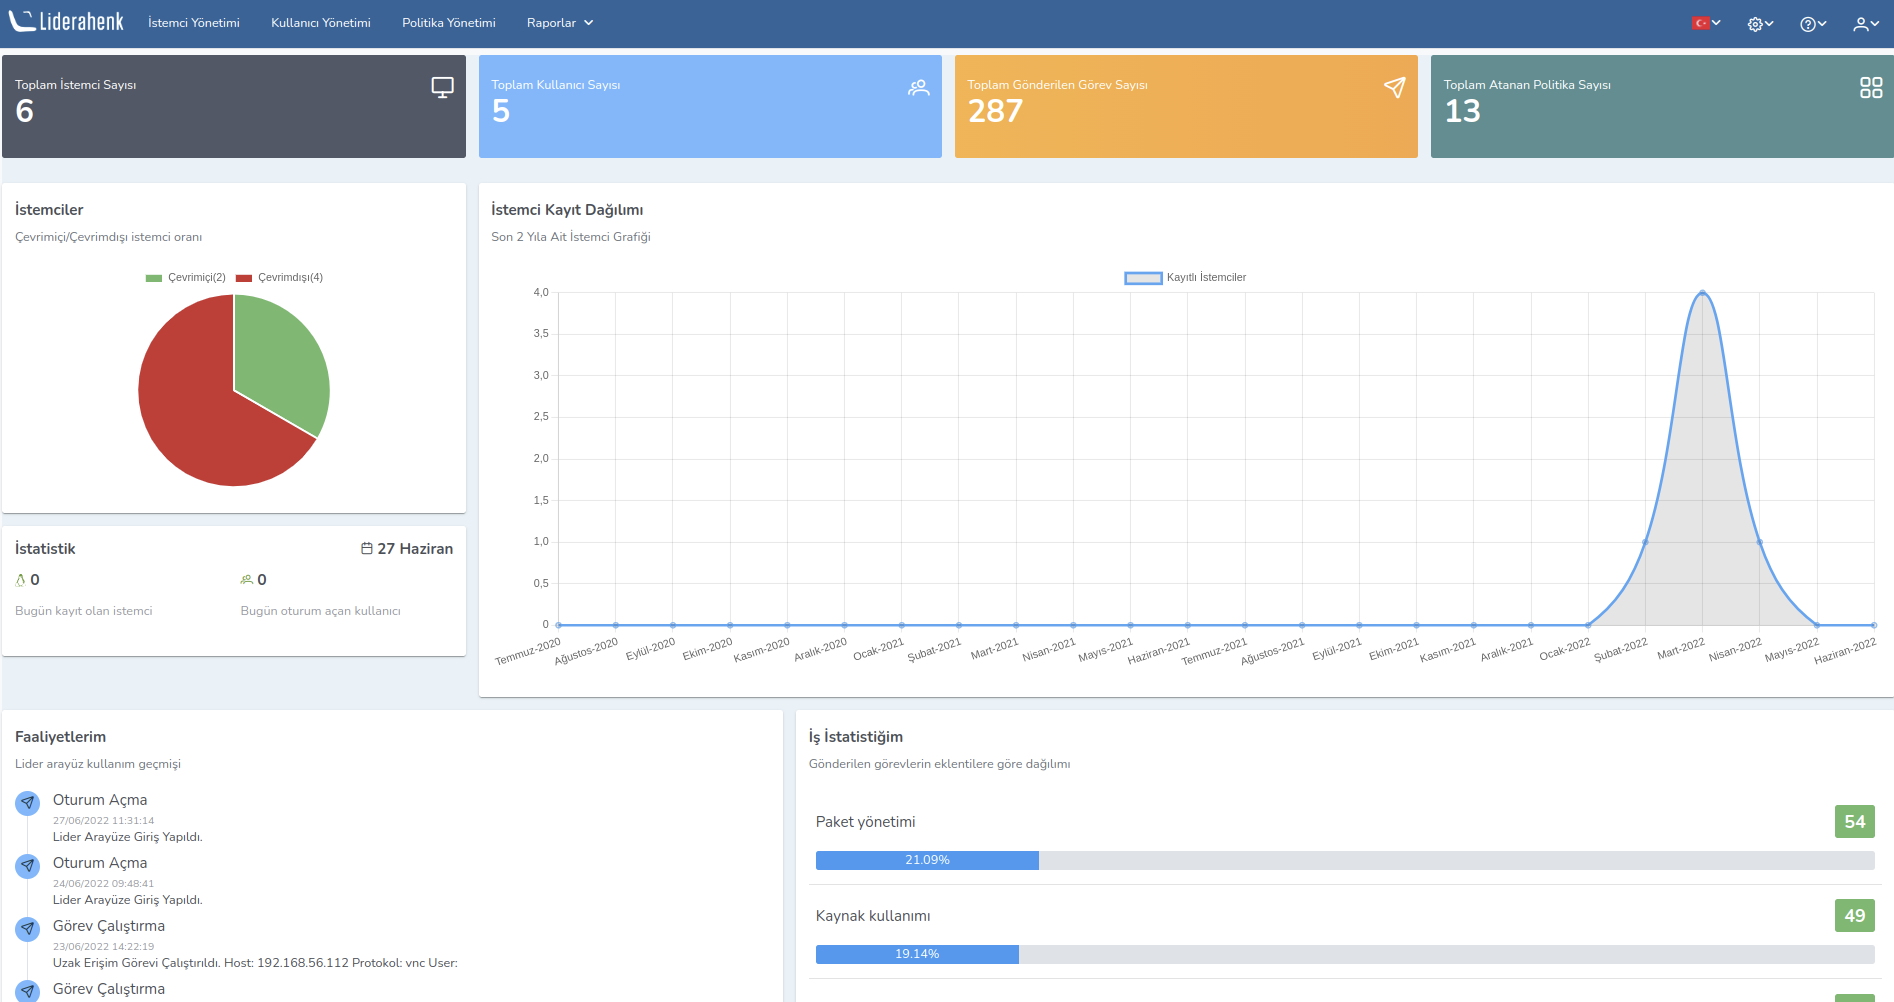 Liderahenk
İstemci Yönetimi
Kullanıcı Yönetimi
Politika Yönetimi
Raporlar
Toplam İstemci Sayısı
6
Toplam Kullanıcı Sayısı
5
Toplam Gönderilen Görev Sayısı
287
Toplam Atanan Politika Sayısı
13
İstemciler
Çevrimiçi/Çevrimdışı istemci oranı
Çevrimiçi(2) Çevrimdışı(4)
İstemci Kayıt Dağılımı
Son 2 Yıla Ait İstemci Grafiği
Kayıtlı İstemciler
4,0
3,5
3,0
2,5
2,0
1,5
1,0
0,5
0
Temmuz-2020
Ağustos-2020
Eylül-2020
Ekim-2020
Kasım-2020
Aralık-2020
Ocak-2021
Şubat-2021
Mart-2021
Nisan-2021
Mayıs-2021
Haziran-2021
Temmuz-2021
Ağustos-2021
Eylül-2021
Ekim-2021
Kasım-2021
Aralık-2021
Ocak-2022
Şubat-2022
Mart-2022
Nisan-2022
Mayıs-2022
Haziran-2022
İstatistik
27 Haziran
0
Bugün kayıt olan istemci
0
Bugün oturum açan kullanıcı
Faaliyetlerim
Lider arayüz kullanım geçmişi
Oturum Açma
27/06/2022 11:31:14
Lider Arayüze Giriş Yapıldı.
Oturum Açma
24/06/2022 09:48:41
Lider Arayüze Giriş Yapıldı.
Görev Çalıştırma
23/06/2022 14:22:19
Uzak Erişim Görevi Çalıştırıldı. Host: 192.168.56.112 Protokol: vnc User:
Görev Çalıştırma
İş İstatistiğim
Gönderilen görevlerin eklentilere göre dağılımı
Paket yönetimi
54
21.09%
Kaynak kullanımı
49
19.14%